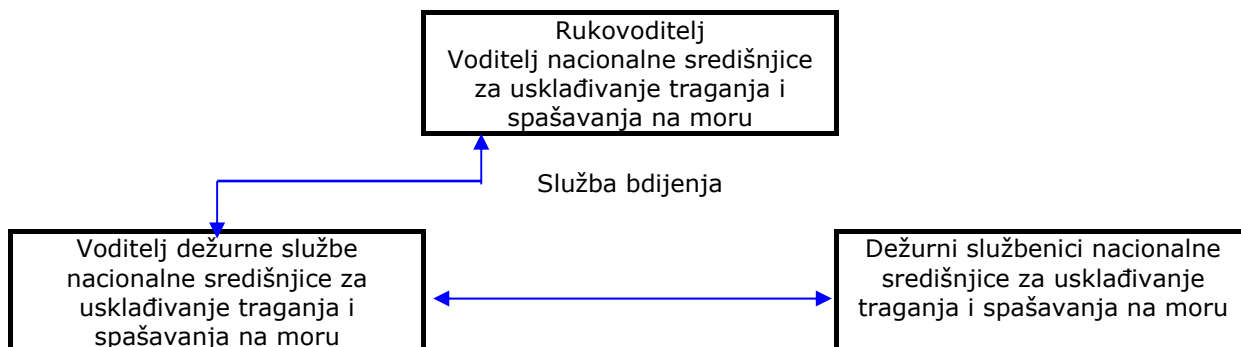 Rukovoditelj
Voditelj nacionalne središnjice
za usklađivanje traganja i
spašavanja na moru
Služba bdijenja
Voditelj dežurne službe
nacionalne središnjice za
usklađivanje traganja i
spašavanja na moru
Dežurni službenici nacionalne
središnjice za usklađivanje
traganja i spašavanja na moru